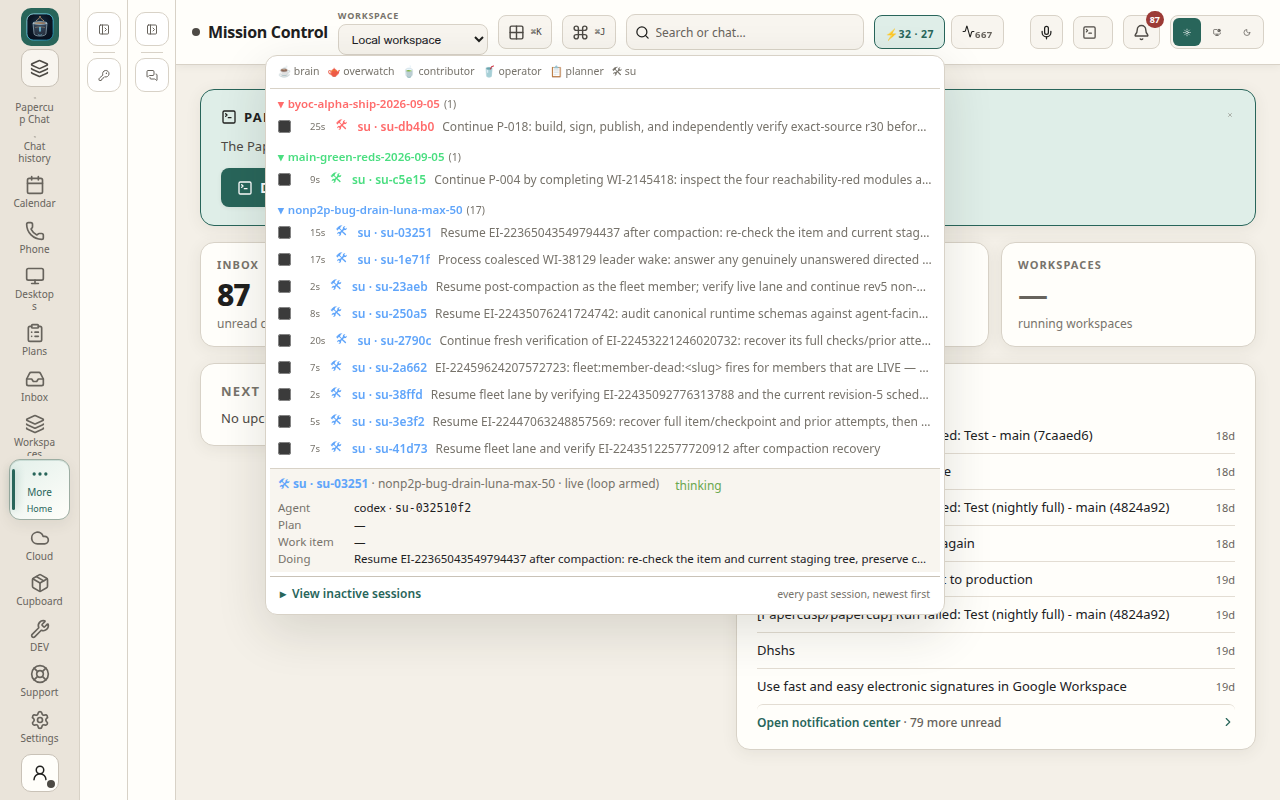 Papercu
p Chat
Chat
history
Calendar
Phone
Desktop
s
Plans
Inbox
Workspa
ces
More
Home
Cloud
Cupboard
DEV
Support
Settings
Mission Control
WORKSPACE
Local workspace
⌘K
⌘J
Search or chat...
⚡32 · 27
667
87
☕ brain 🫖 overwatch 🍵 contributor 🥤 operator 📋 planner 🛠 su
▾ byoc-alpha-ship-2026-09-05 (1)
25s 🛠 su · su-db4b0 Continue P-018: build, sign, publish, and independently verify exact-source r30 befor…
▾ main-green-reds-2026-09-05 (1)
9s 🛠 su · su-c5e15 Continue P-004 by completing WI-2145418: inspect the four reachability-red modules a…
▾ nonp2p-bug-drain-luna-max-50 (17)
15s 🛠 su · su-03251 Resume EI-22365043549794437 after compaction: re-check the item and current stag…
17s 🛠 su · su-1e71f Process coalesced WI-38129 leader wake: answer any genuinely unanswered directed …
2s 🛠 su · su-23aeb Resume post-compaction as the fleet member; verify live lane and continue rev5 non-…
8s 🛠 su · su-250a5 Resume EI-22435076241724742: audit canonical runtime schemas against agent-facin…
20s 🛠 su · su-2790c Continue fresh verification of EI-22453221246020732: recover its full checks/prior atte…
7s 🛠 su · su-2a662 EI-22459624207572723: fleet:member-dead:<slug> fires for members that are LIVE — …
2s 🛠 su · su-38ffd Resume fleet lane by verifying EI-22435092776313788 and the current revision-5 sched…
5s 🛠 su · su-3e3f2 Resume EI-22447063248857569: recover full item/checkpoint and prior attempts, then …
7s 🛠 su · su-41d73 Resume fleet lane and verify EI-22435122577720912 after compaction recovery
🛠 su · su-03251 · nonp2p-bug-drain-luna-max-50 · live (loop armed) thinking
Agent codex · su-032510f2
Plan —
Work item —
Doing Resume EI-22365043549794437 after compaction: re-check the item and current staging tree, preserve c…
▸ View inactive sessions every past session, newest first
The Pap
INBOX
87
unread
WORKSPACES
—
running workspaces
NEXT
No upc
ed: Test - main (7caaed6) 18d
e 18d
ed: Test (nightly full) - main (4824a92) 18d
again 18d
t to production 19d
[Papercusp/papercup] Run failed: Test (nightly full) - main (4824a92) 19d
Dhshs 19d
Use fast and easy electronic signatures in Google Workspace 19d
Open notification center · 79 more unread